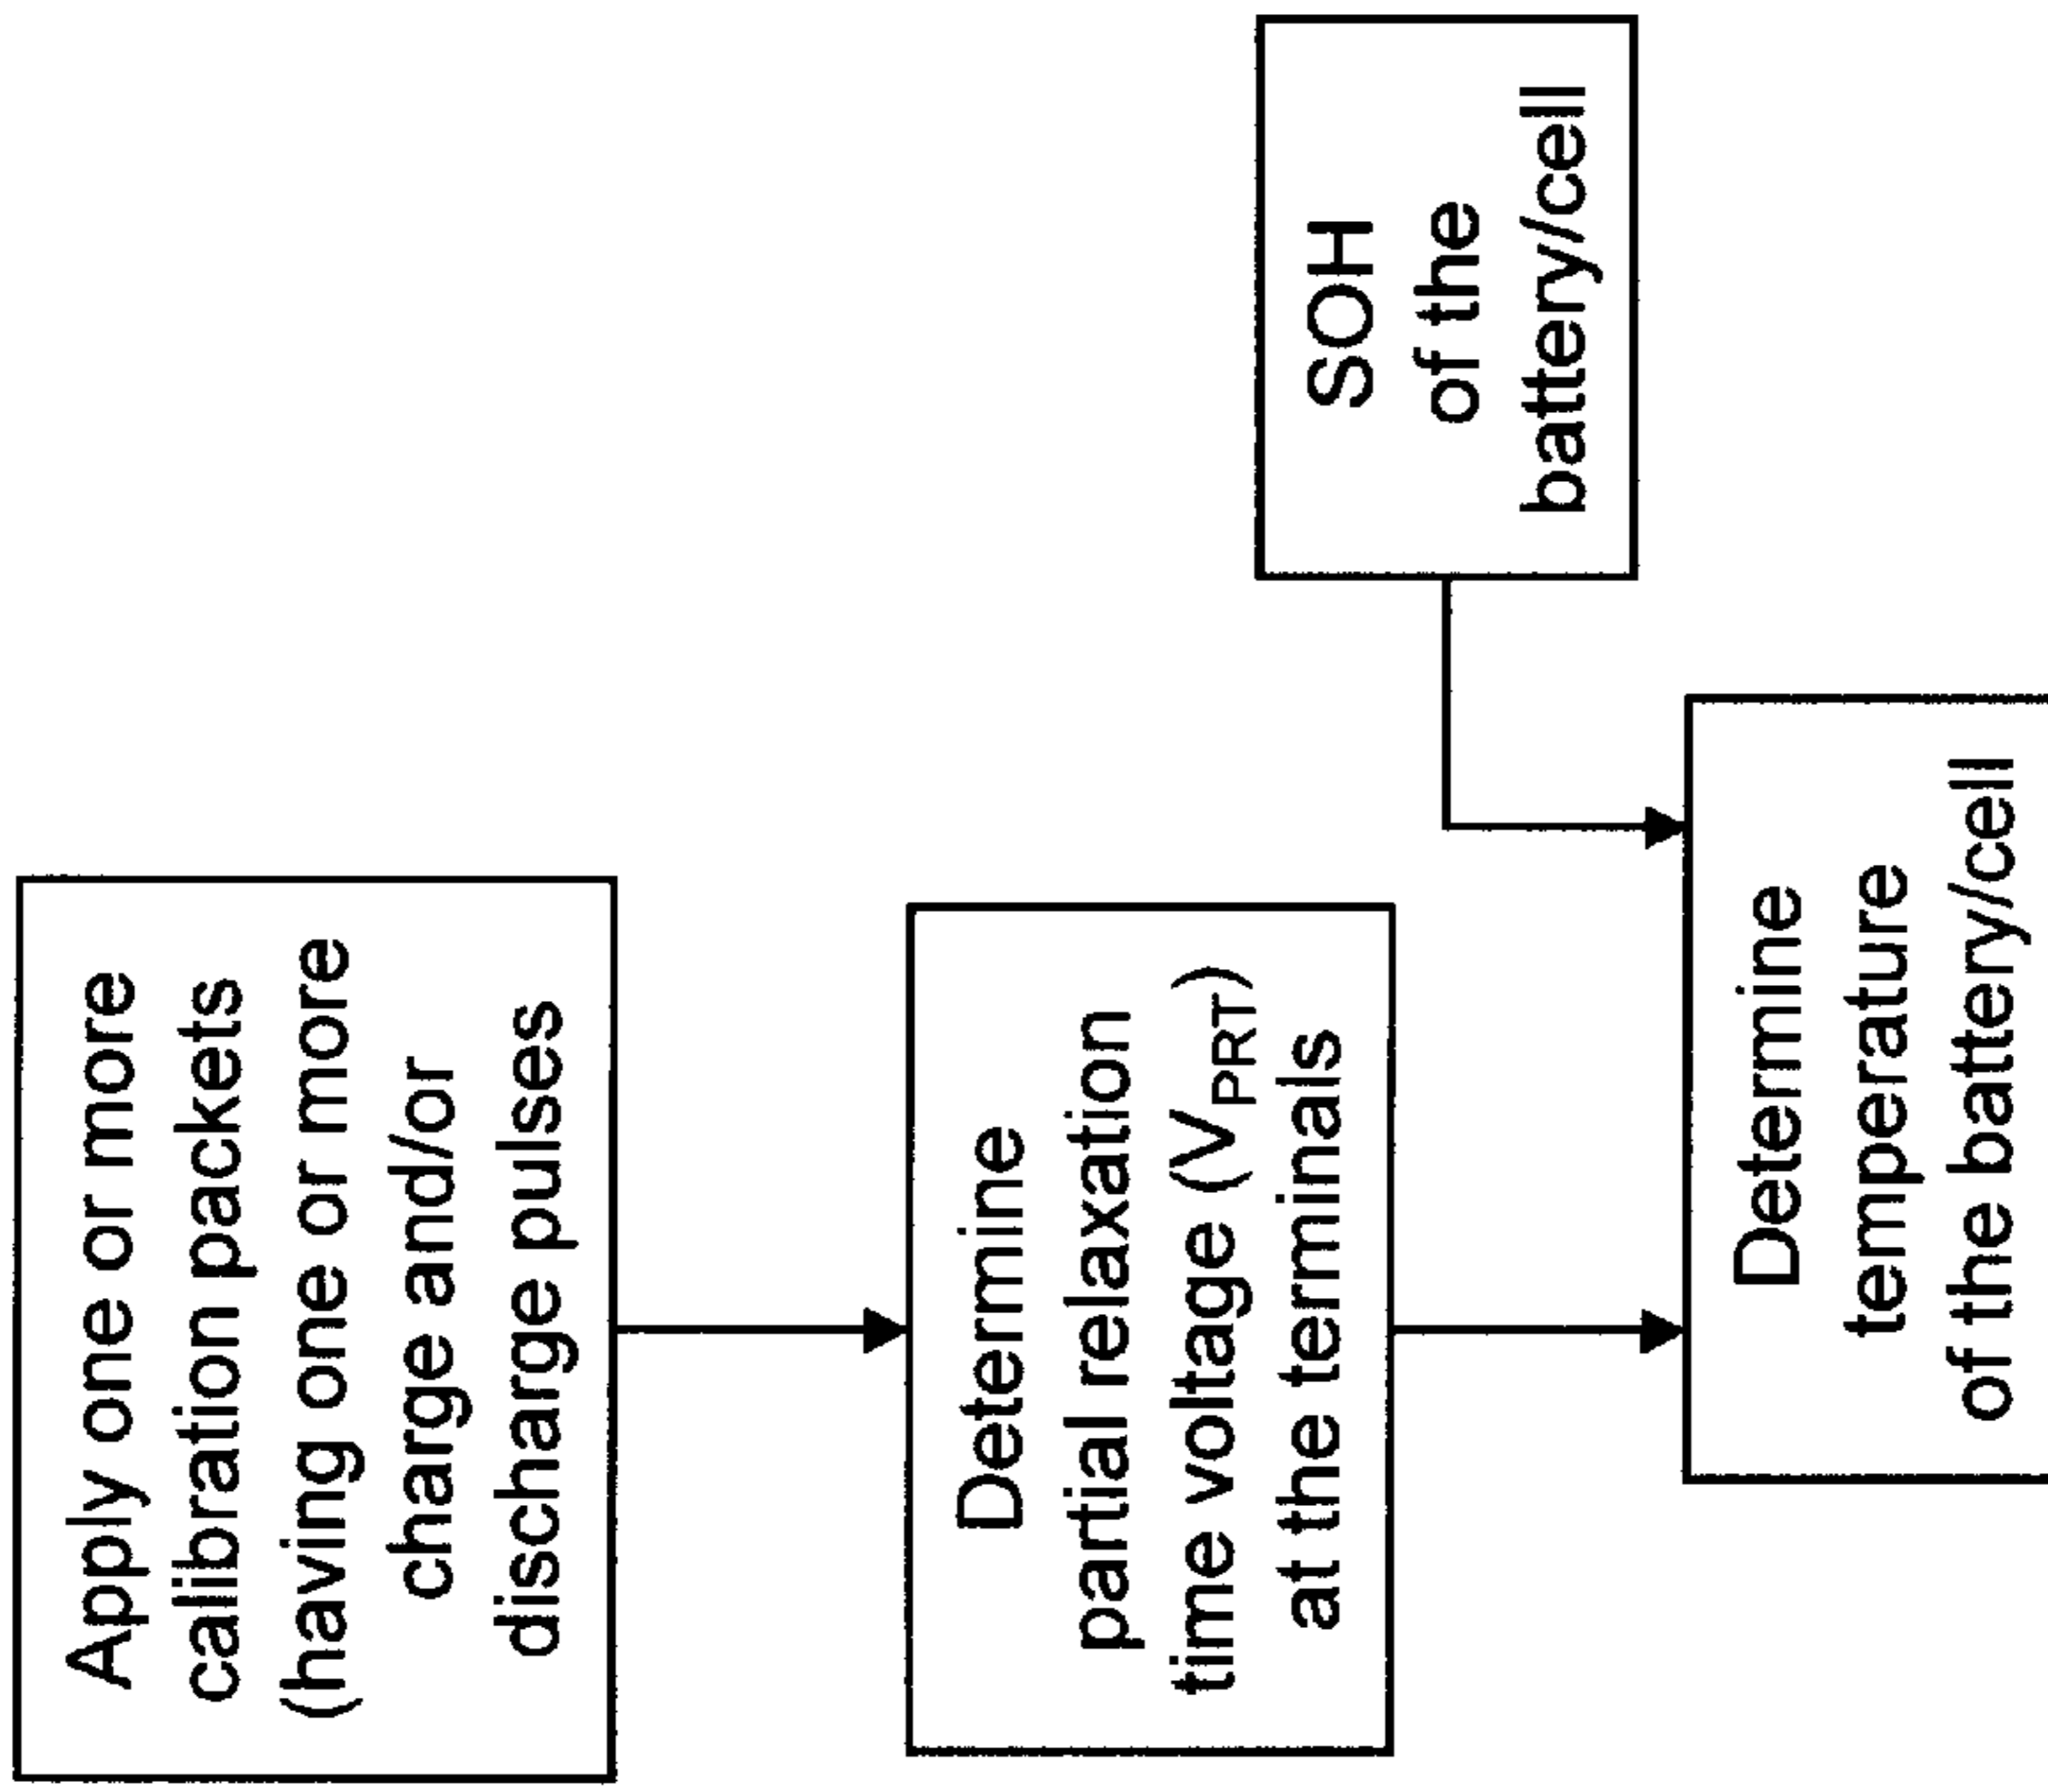 Apply one or more
calibration packets
(having one or more
charge and/or
discharge pulses
Determine
partial relaxation
time voltage (VPRT)
at the terminals
SOH
of the
battery/cell
Determine
temperature
of the battery/cell